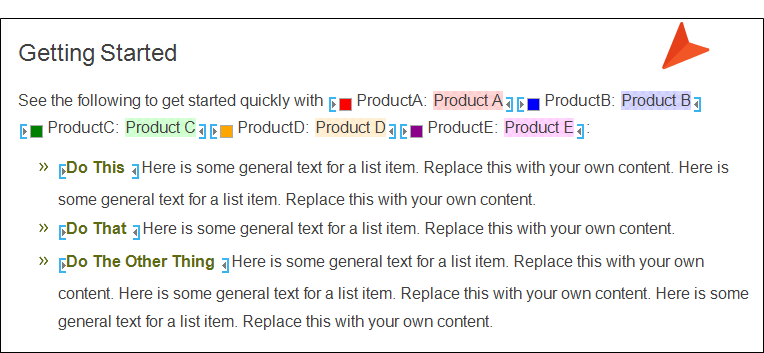 Getting Started
See the following to get started quickly with ProductA: Product A ProductB: Product B
ProductC: Product C ProductD: Product D ProductE: Product E :
» Do This Here is some general text for a list item. Replace this with your own content. Here is
some general text for a list item. Replace this with your own content.
» Do That Here is some general text for a list item. Replace this with your own content.
» Do The Other Thing Here is some general text for a list item. Replace this with your own
content. Here is some general text for a list item. Replace this with your own content. Here is some
general text for a list item. Replace this with your own content.